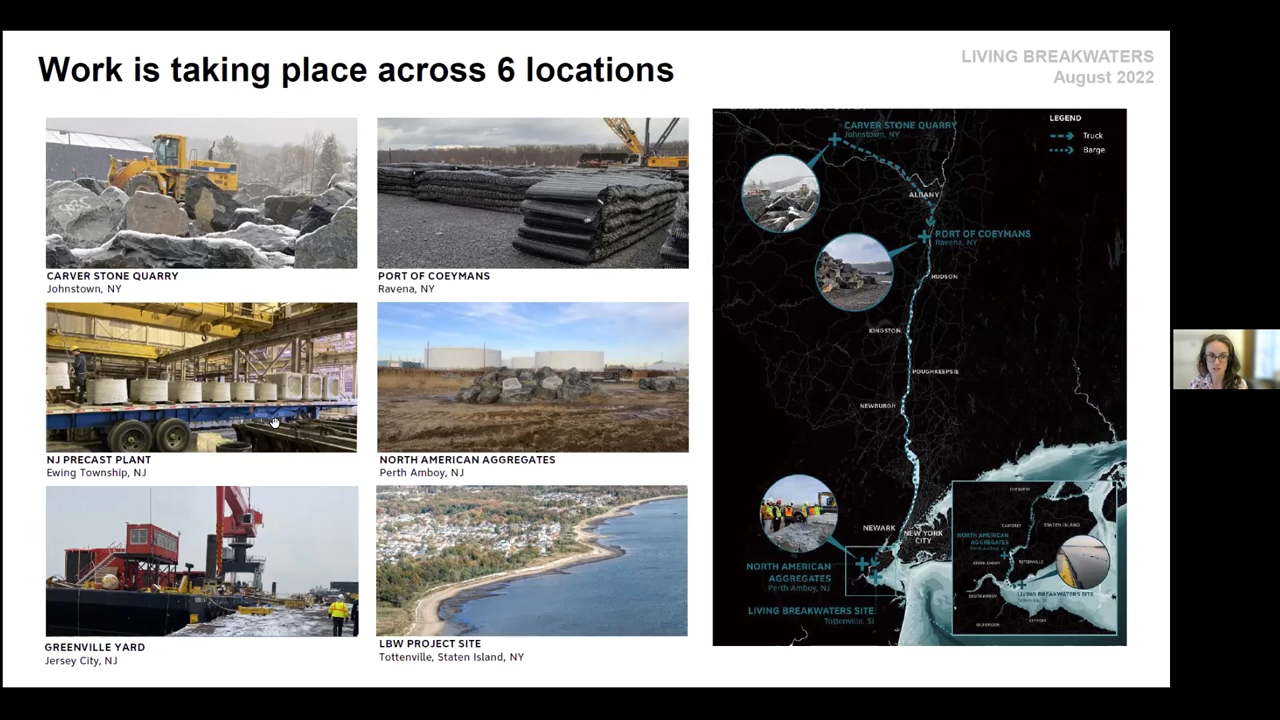 Work is taking place across 6 locations
LIVING BREAKWATERS
August 2022
CARVER STONE QUARRY
Johnstown, NY
PORT OF COEYMANS
Ravena, NY
NJ PRECAST PLANT
Ewing Township, NJ
NORTH AMERICAN AGGREGATES
Perth Amboy, NJ
GREENVILLE YARD
Jersey City, NJ
LBW PROJECT SITE
Tottenville, Staten Island, NY
LEGEND
Truck
Barge
CARVER STONE QUARRY
Johnstown, NY
ALBANY
PORT OF COEYMANS
Ravena, NY
HUDSON
KINGSTON
POUGHKEEPSIE
NEWBURGH
NEWARK
NEW YORK
CITY
NORTH AMERICAN
AGGREGATES
Perth Amboy, NJ
LIVING BREAKWATERS SITE
Tottenville, SI
STATEN ISLAND
NORTH AMERICAN
AGGREGATES
TOTTENVILLE
LIVING BREAKWATERS SITE